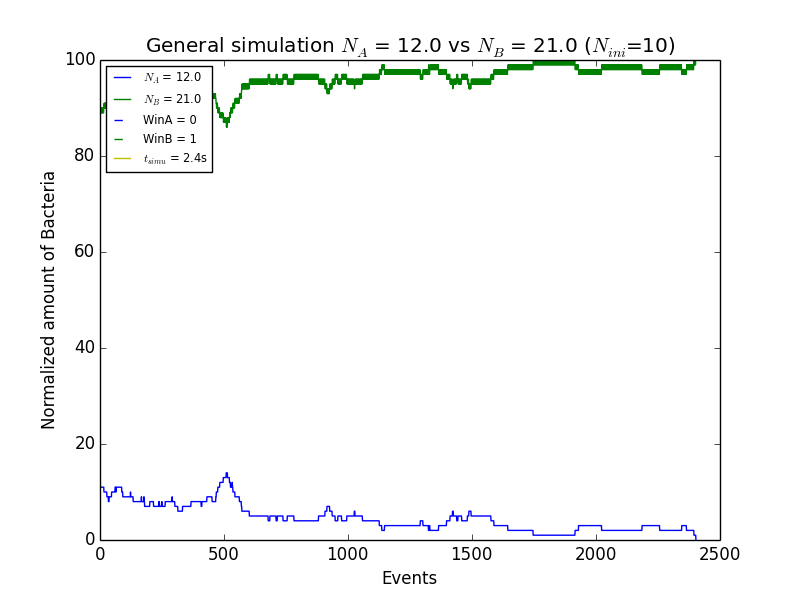 General simulation N_A = 12.0 vs N_B = 21.0 (N_ini=10)
N_A = 12.0
N_B = 21.0
WinA = 0
WinB = 1
t_simu = 2.4s
Normalized amount of Bacteria
100
80
60
40
20
0
0 500 1000 1500 2000 2500
Events